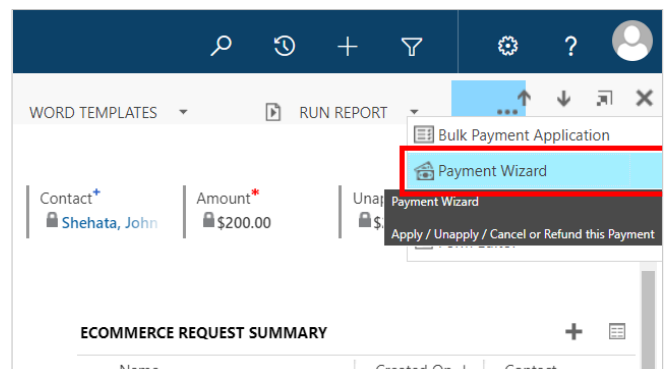 WORD TEMPLATES
RUN REPORT
...
Bulk Payment Application
Payment Wizard
Contact+
Amount*
Payment Wizard
Shehata, John
$200.00
$
Apply / Unapply / Cancel or Refund this Payment
ECOMMERCE REQUEST SUMMARY
Name
Created On
Contact